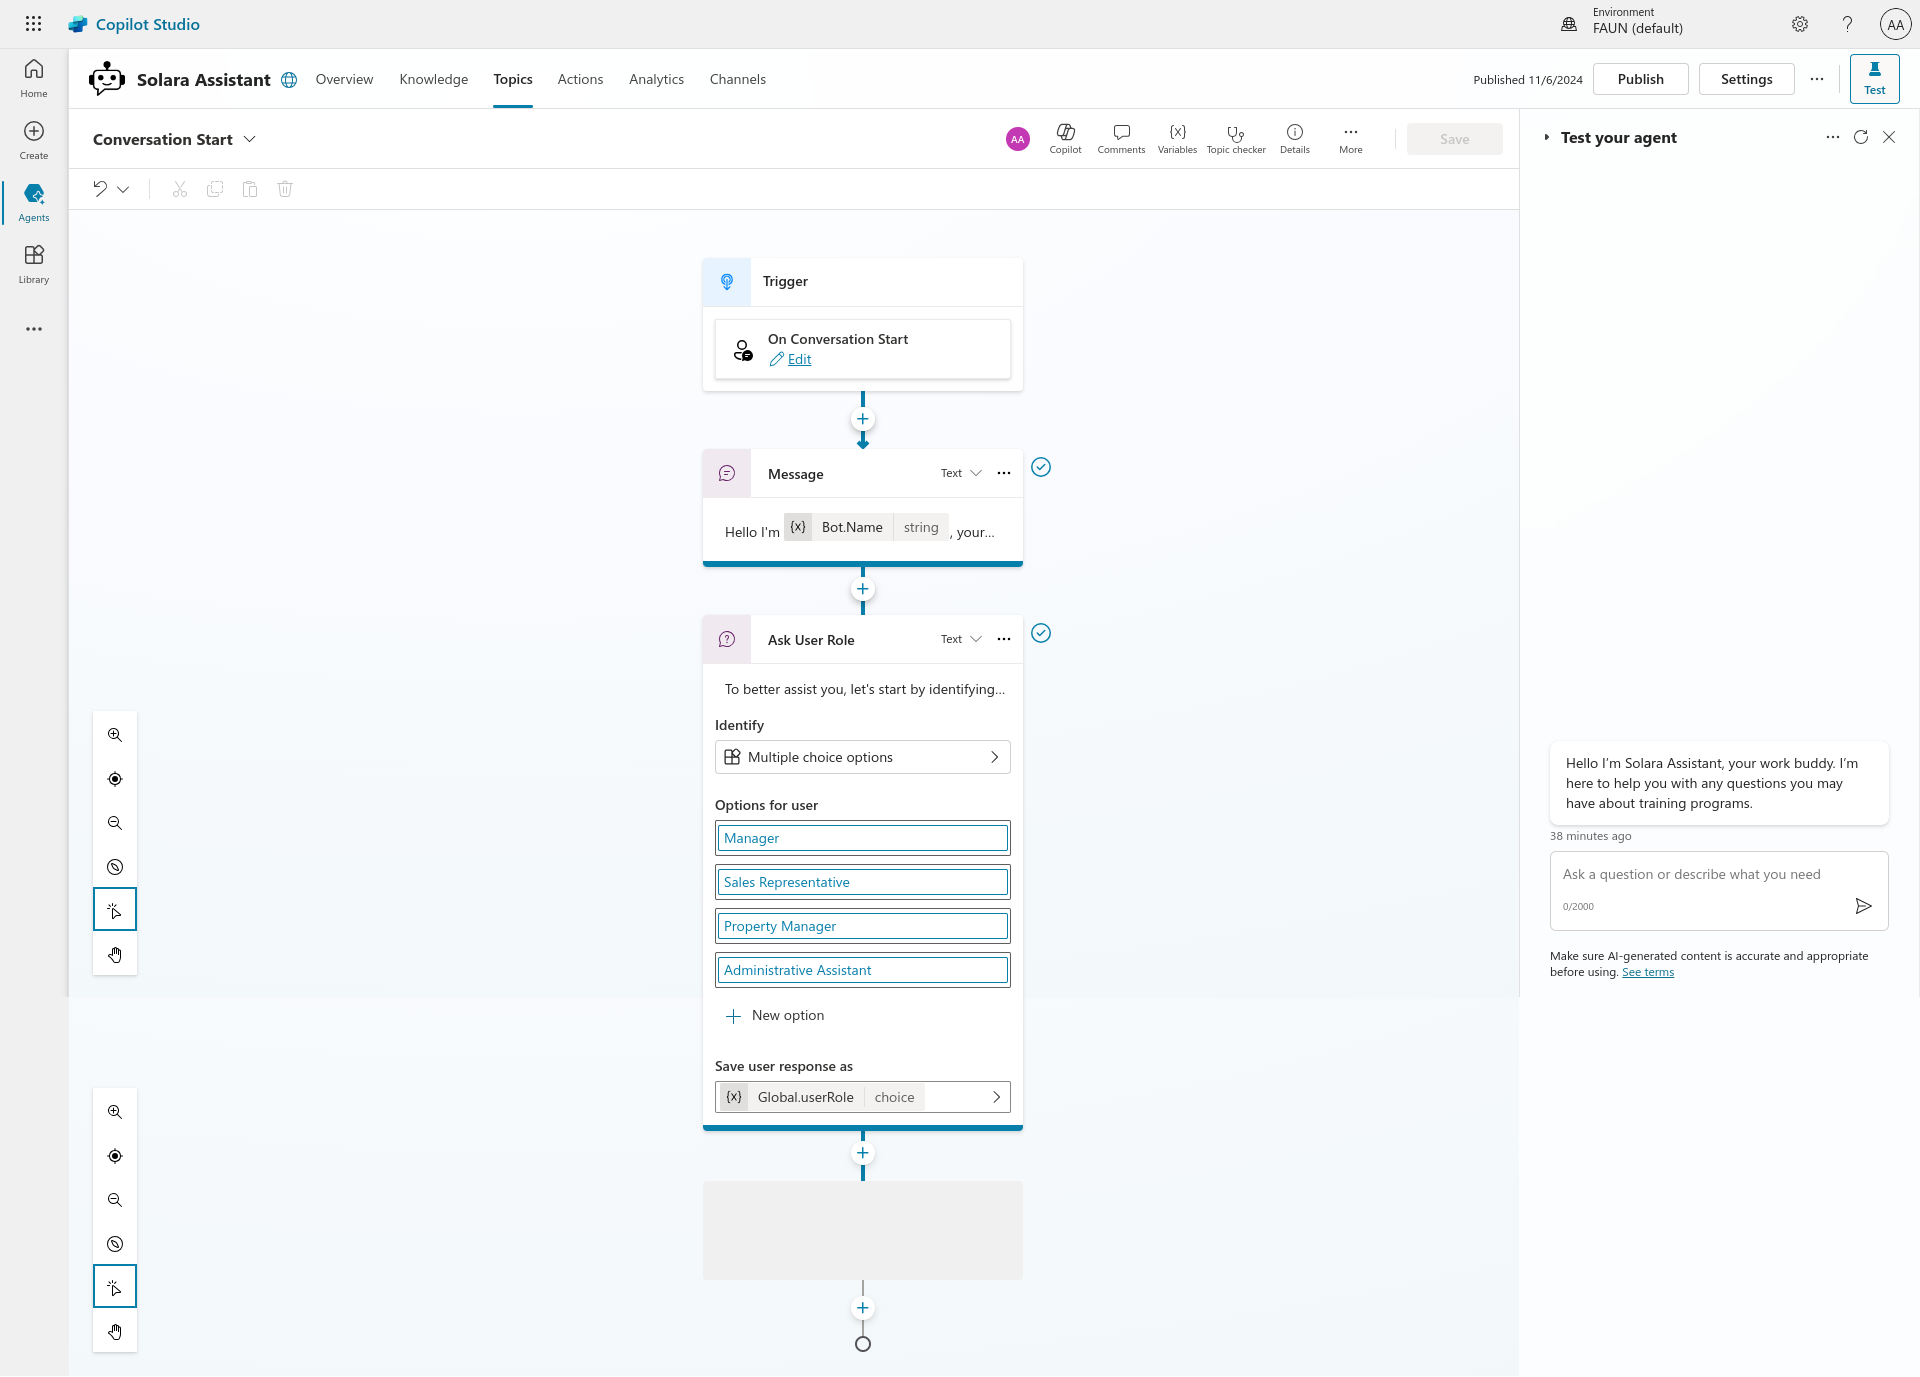 Copilot Studio
Environment
FAUN (default)
AA
Home
Create
Agents
Library
Solara Assistant
Overview
Knowledge
Topics
Actions
Analytics
Channels
Published 11/6/2024
Publish
Settings
Test
Conversation Start
AA
Copilot
Comments
{x}
Variables
Topic checker
Details
More
Save
Trigger
On Conversation Start
Edit
Message
Text
Hello I'm {x} Bot.Name string , your...
Ask User Role
Text
To better assist you, let's start by identifying...
Identify
Multiple choice options
Options for user
Manager
Sales Representative
Property Manager
Administrative Assistant
New option
Save user response as
{x} Global.userRole choice
Test your agent
Hello I'm Solara Assistant, your work buddy. I'm
here to help you with any questions you may
have about training programs.
38 minutes ago
Ask a question or describe what you need
0/2000
Make sure AI-generated content is accurate and appropriate
before using. See terms